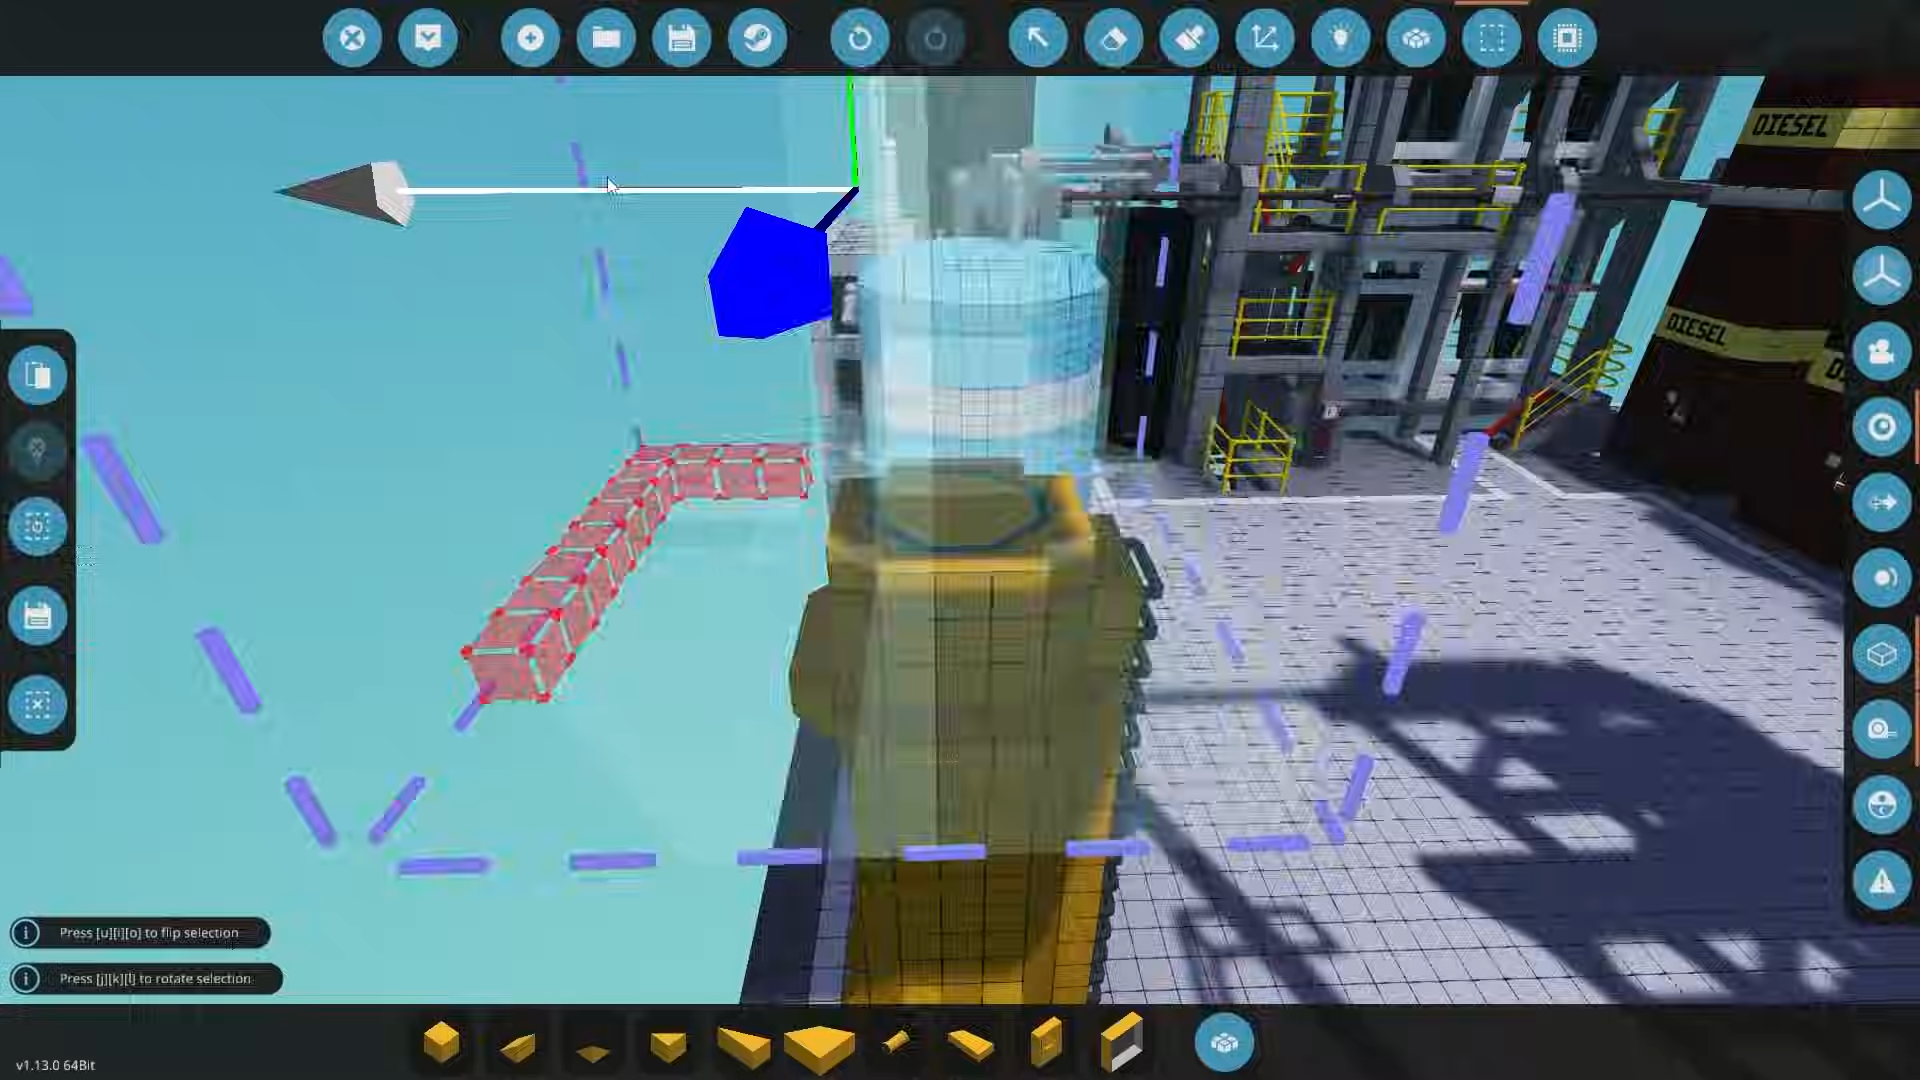 DIESEL
DIESEL
D
Press [u][i][o] to flip selection
Press [j][k][l] to rotate selection
v1.13.0 64Bit